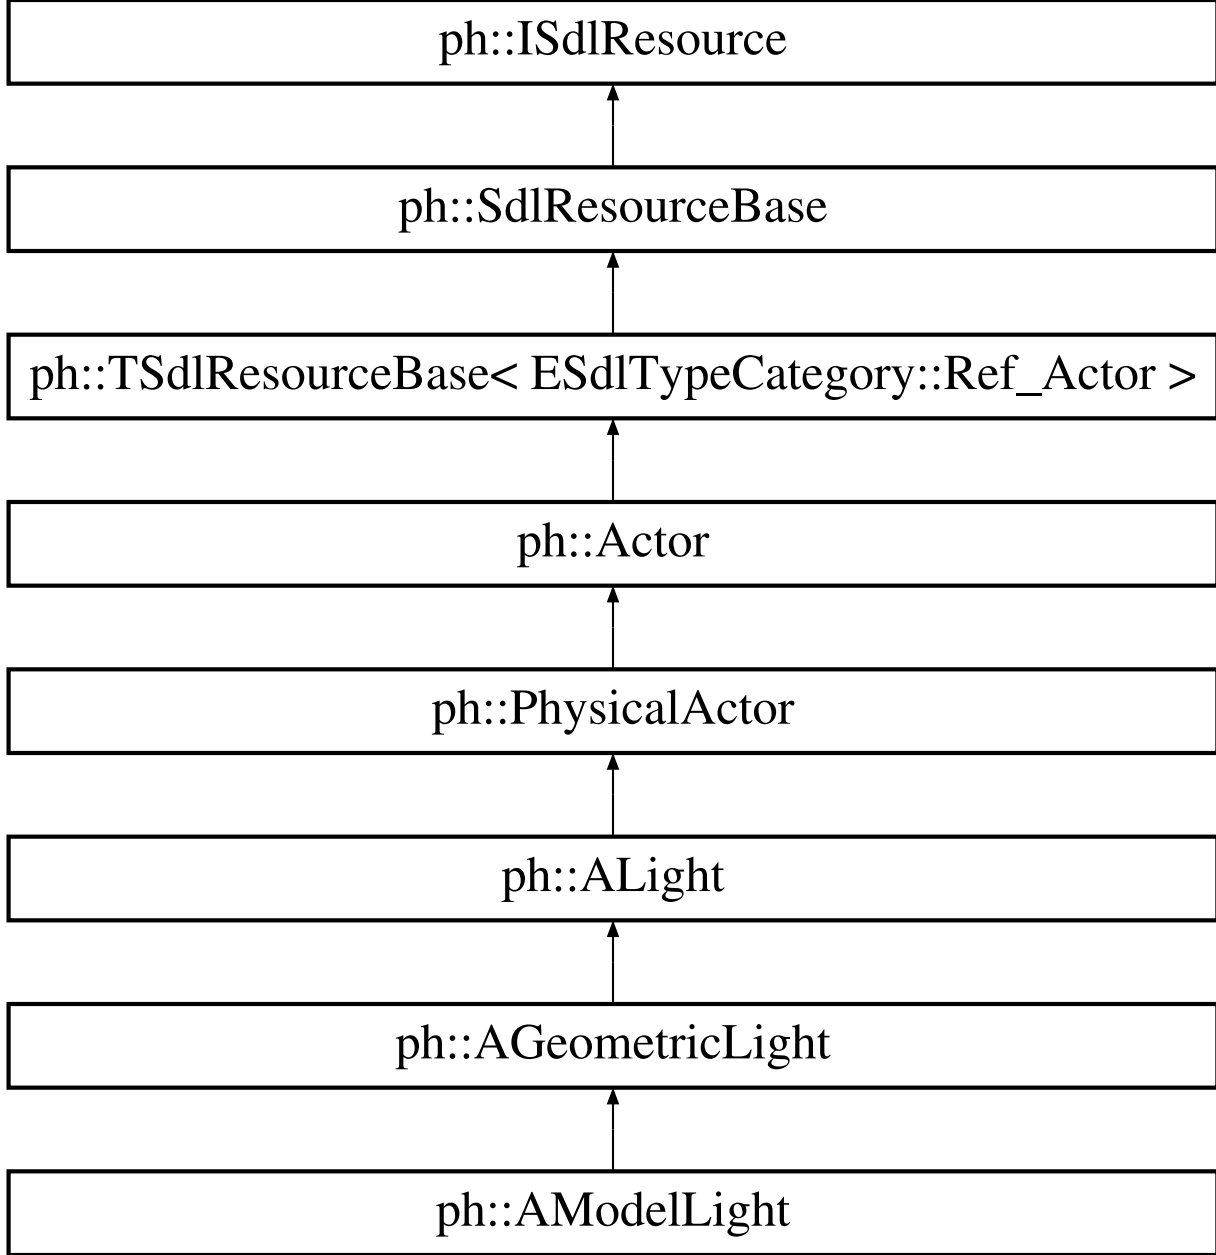 ph::ISdlResource
ph::SdlResourceBase
ph::TSdlResourceBase< ESdlTypeCategory::Ref_Actor >
ph::Actor
ph::PhysicalActor
ph::ALight
ph::AGeometricLight
ph::AModelLight